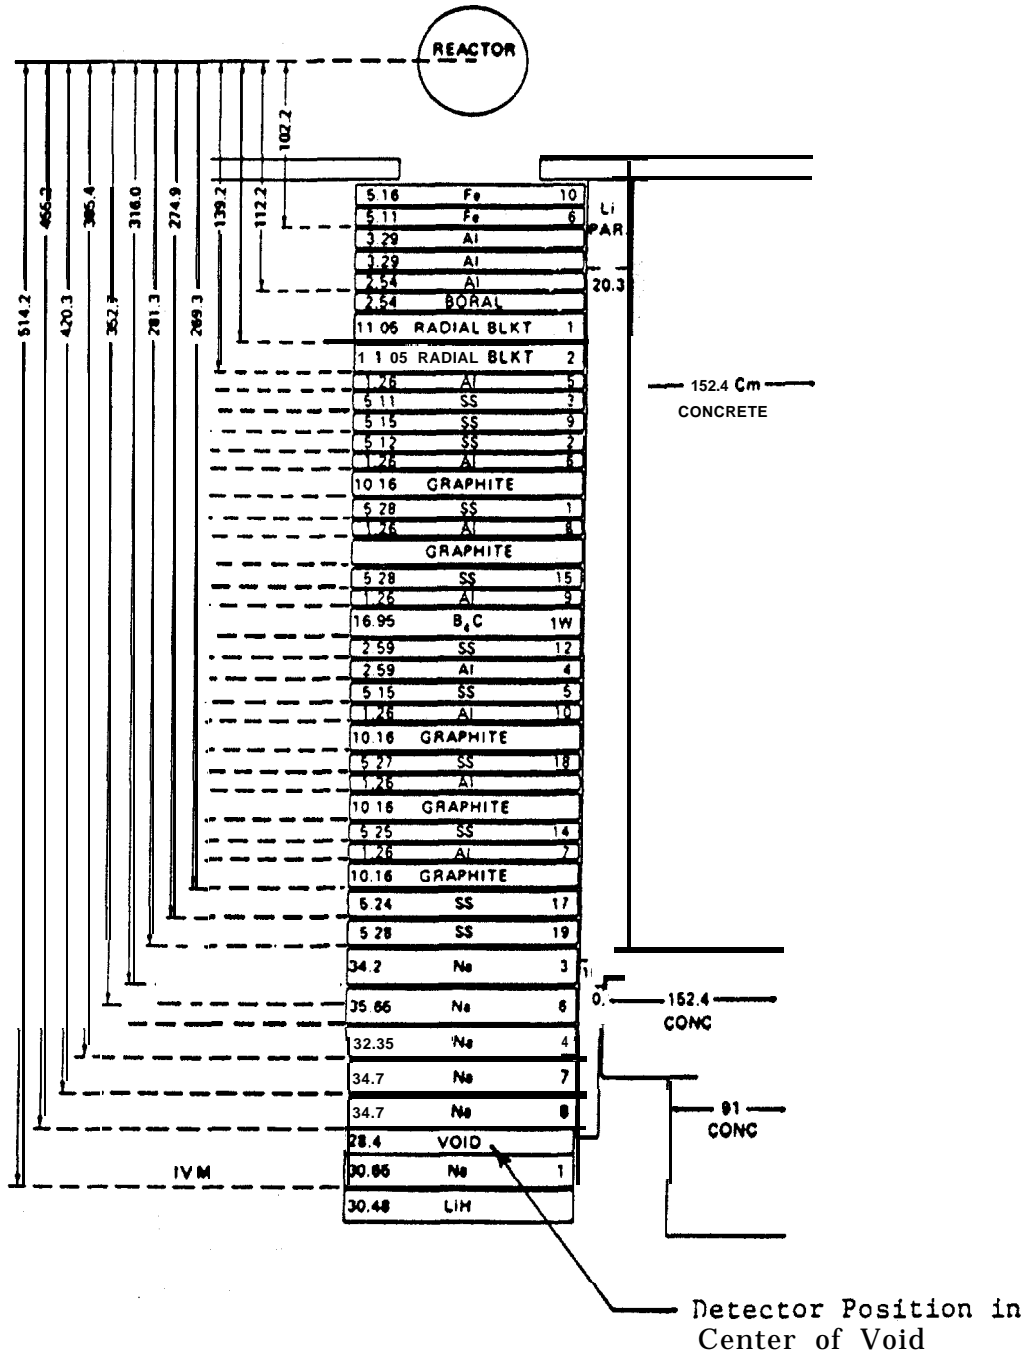 REACTOR
102.2
514.2
466.2
420.3
385.4
352.7
316.0
281.3
274.9
269.3
139.2
112.2
5.16 Fe 10
5.11 Fe 6
3.29 Al
3.29 Al
2.54 Al
2.54 BORAL
11 05 RADIAL BLKT 1
1 1 05 RADIAL BLKT 2
1.26 Al 5
5 11 SS 3
5 15 SS 9
5 12 SS 2
1.26 Al 6
10 16 GRAPHITE
5.28 SS 1
1.26 Al 8
GRAPHITE
5 28 SS 15
1.26 Al 9
16.95 B₄C 1W
2 59 SS 12
2.59 Al 4
5 15 SS 5
1.26 Al 10
10.16 GRAPHITE
5 27 SS 18
1.26 Al
10 16 GRAPHITE
5 25 SS 14
1.26 Al 7
10.16 GRAPHITE
5.24 SS 17
5 28 SS 19
34.2 Na 3
35.66 Na 6
32.35 Na 4
34.7 Na 7
34.7 Na 8
28.4 VOID
30.66 Na 1
30.48 LiH
Li
PAR.
20.3
152.4 Cm
CONCRETE
0.
152.4
CONC
91
CONC
IVM
Detector Position in
Center of Void